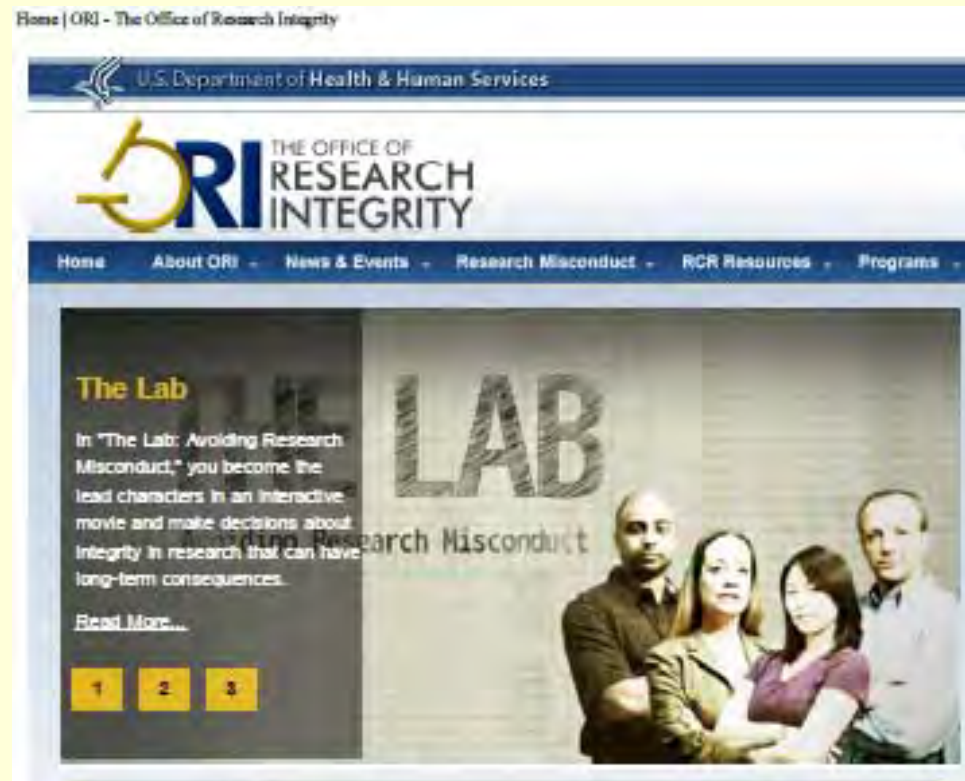 Home | ORI - The Office of Research Integrity
U.S. Department of Health & Human Services
ORI THE OFFICE OF
RESEARCH
INTEGRITY
Home About ORI News & Events Research Misconduct RCR Resources Programs
THE LAB
Avoiding Research Misconduct
The Lab
In "The Lab: Avoiding Research
Misconduct," you become the
lead characters in an interactive
movie and make decisions about
integrity in research that can have
long-term consequences.
Read More...
1 2 3